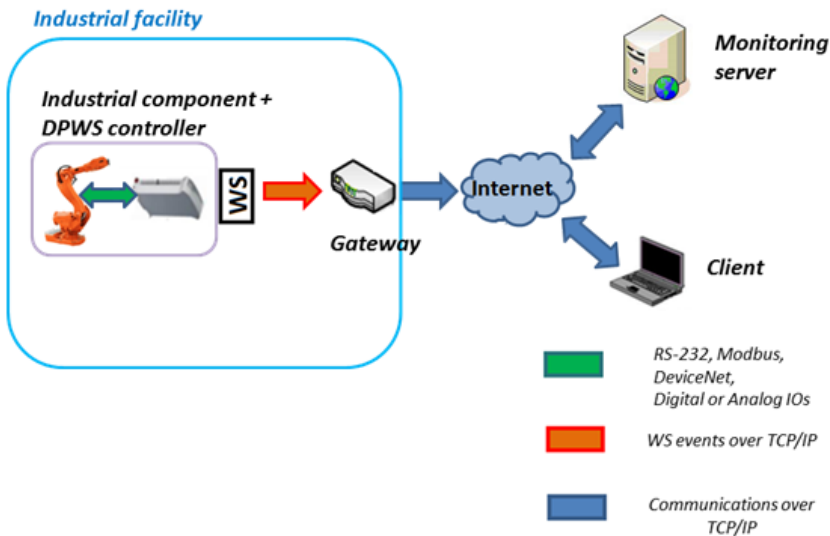 Industrial facility
Monitoring
server
Industrial component +
DPWS controller
WS
Internet
Gateway
Client
RS-232, Modbus,
DeviceNet,
Digital or Analog IOs
WS events over TCP/IP
Communications over
TCP/IP